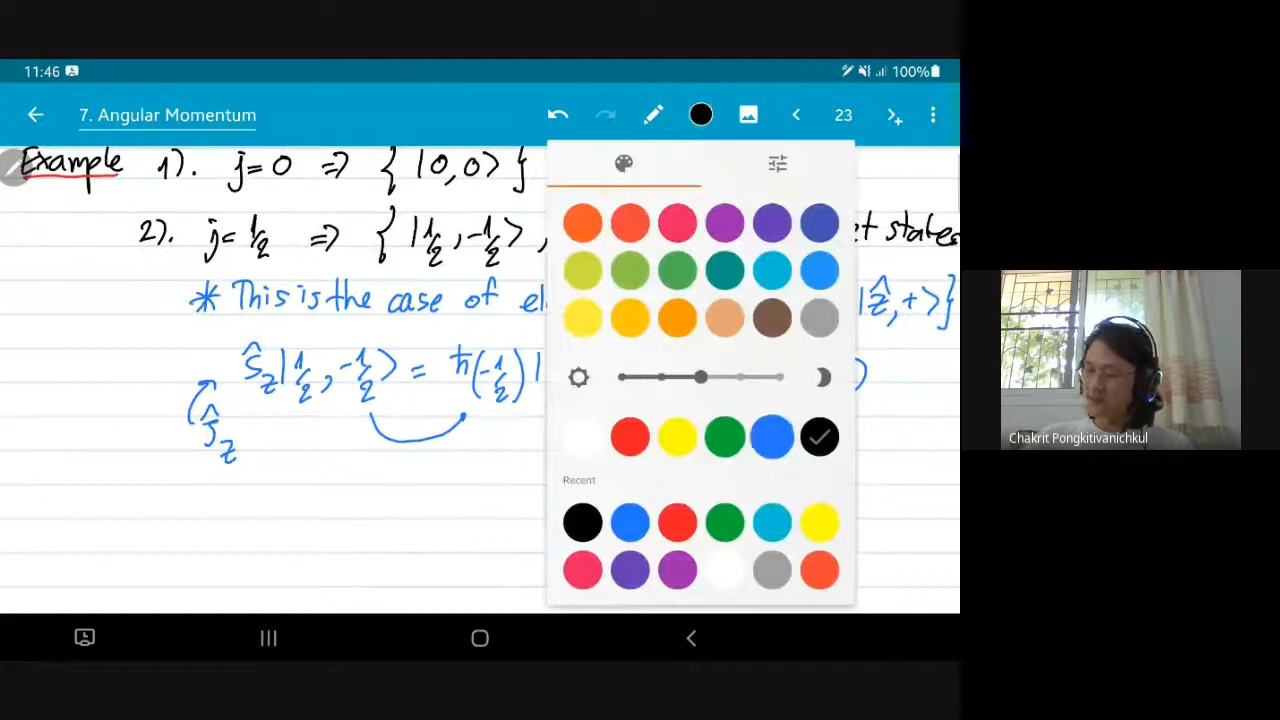 11:46 100%
7. Angular Momentum 23
Example 1). j=0 => { |0,0> }
2). j=1/2 => { |1/2,-1/2>, et states
* This is the case of el |ẑ,+>}
Ŝz|1/2,-1/2> = ħ(-1/2)|
Ĵz
Recent
Chakrit Pongkitivanichkul